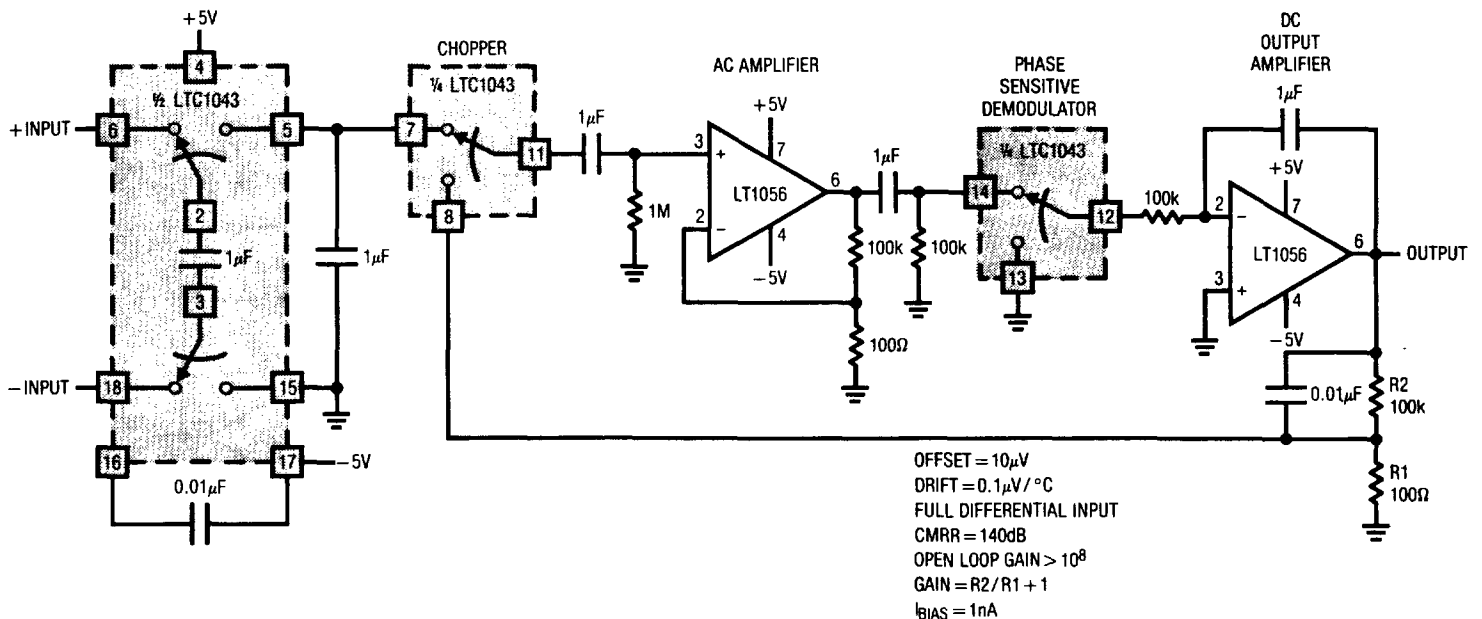 +5V
4
½ LTC1043
+INPUT
6
5
2
1µF
3
1µF
−INPUT
18
15
16
17
−5V
0.01µF
CHOPPER
¼ LTC1043
7
11
8
1µF
1M
AC AMPLIFIER
+5V
3
+
7
LT1056
6
2
−
4
−5V
100k
100Ω
1µF
100k
PHASE
SENSITIVE
DEMODULATOR
¼ LTC1043
14
12
13
100k
DC
OUTPUT
AMPLIFIER
1µF
+5V
2
−
7
LT1056
6
OUTPUT
3
+
4
−5V
0.01µF
R2
100k
R1
100Ω
OFFSET = 10µV
DRIFT = 0.1µV/°C
FULL DIFFERENTIAL INPUT
CMRR = 140dB
OPEN LOOP GAIN > 10⁸
GAIN = R2/R1 + 1
IBIAS = 1nA